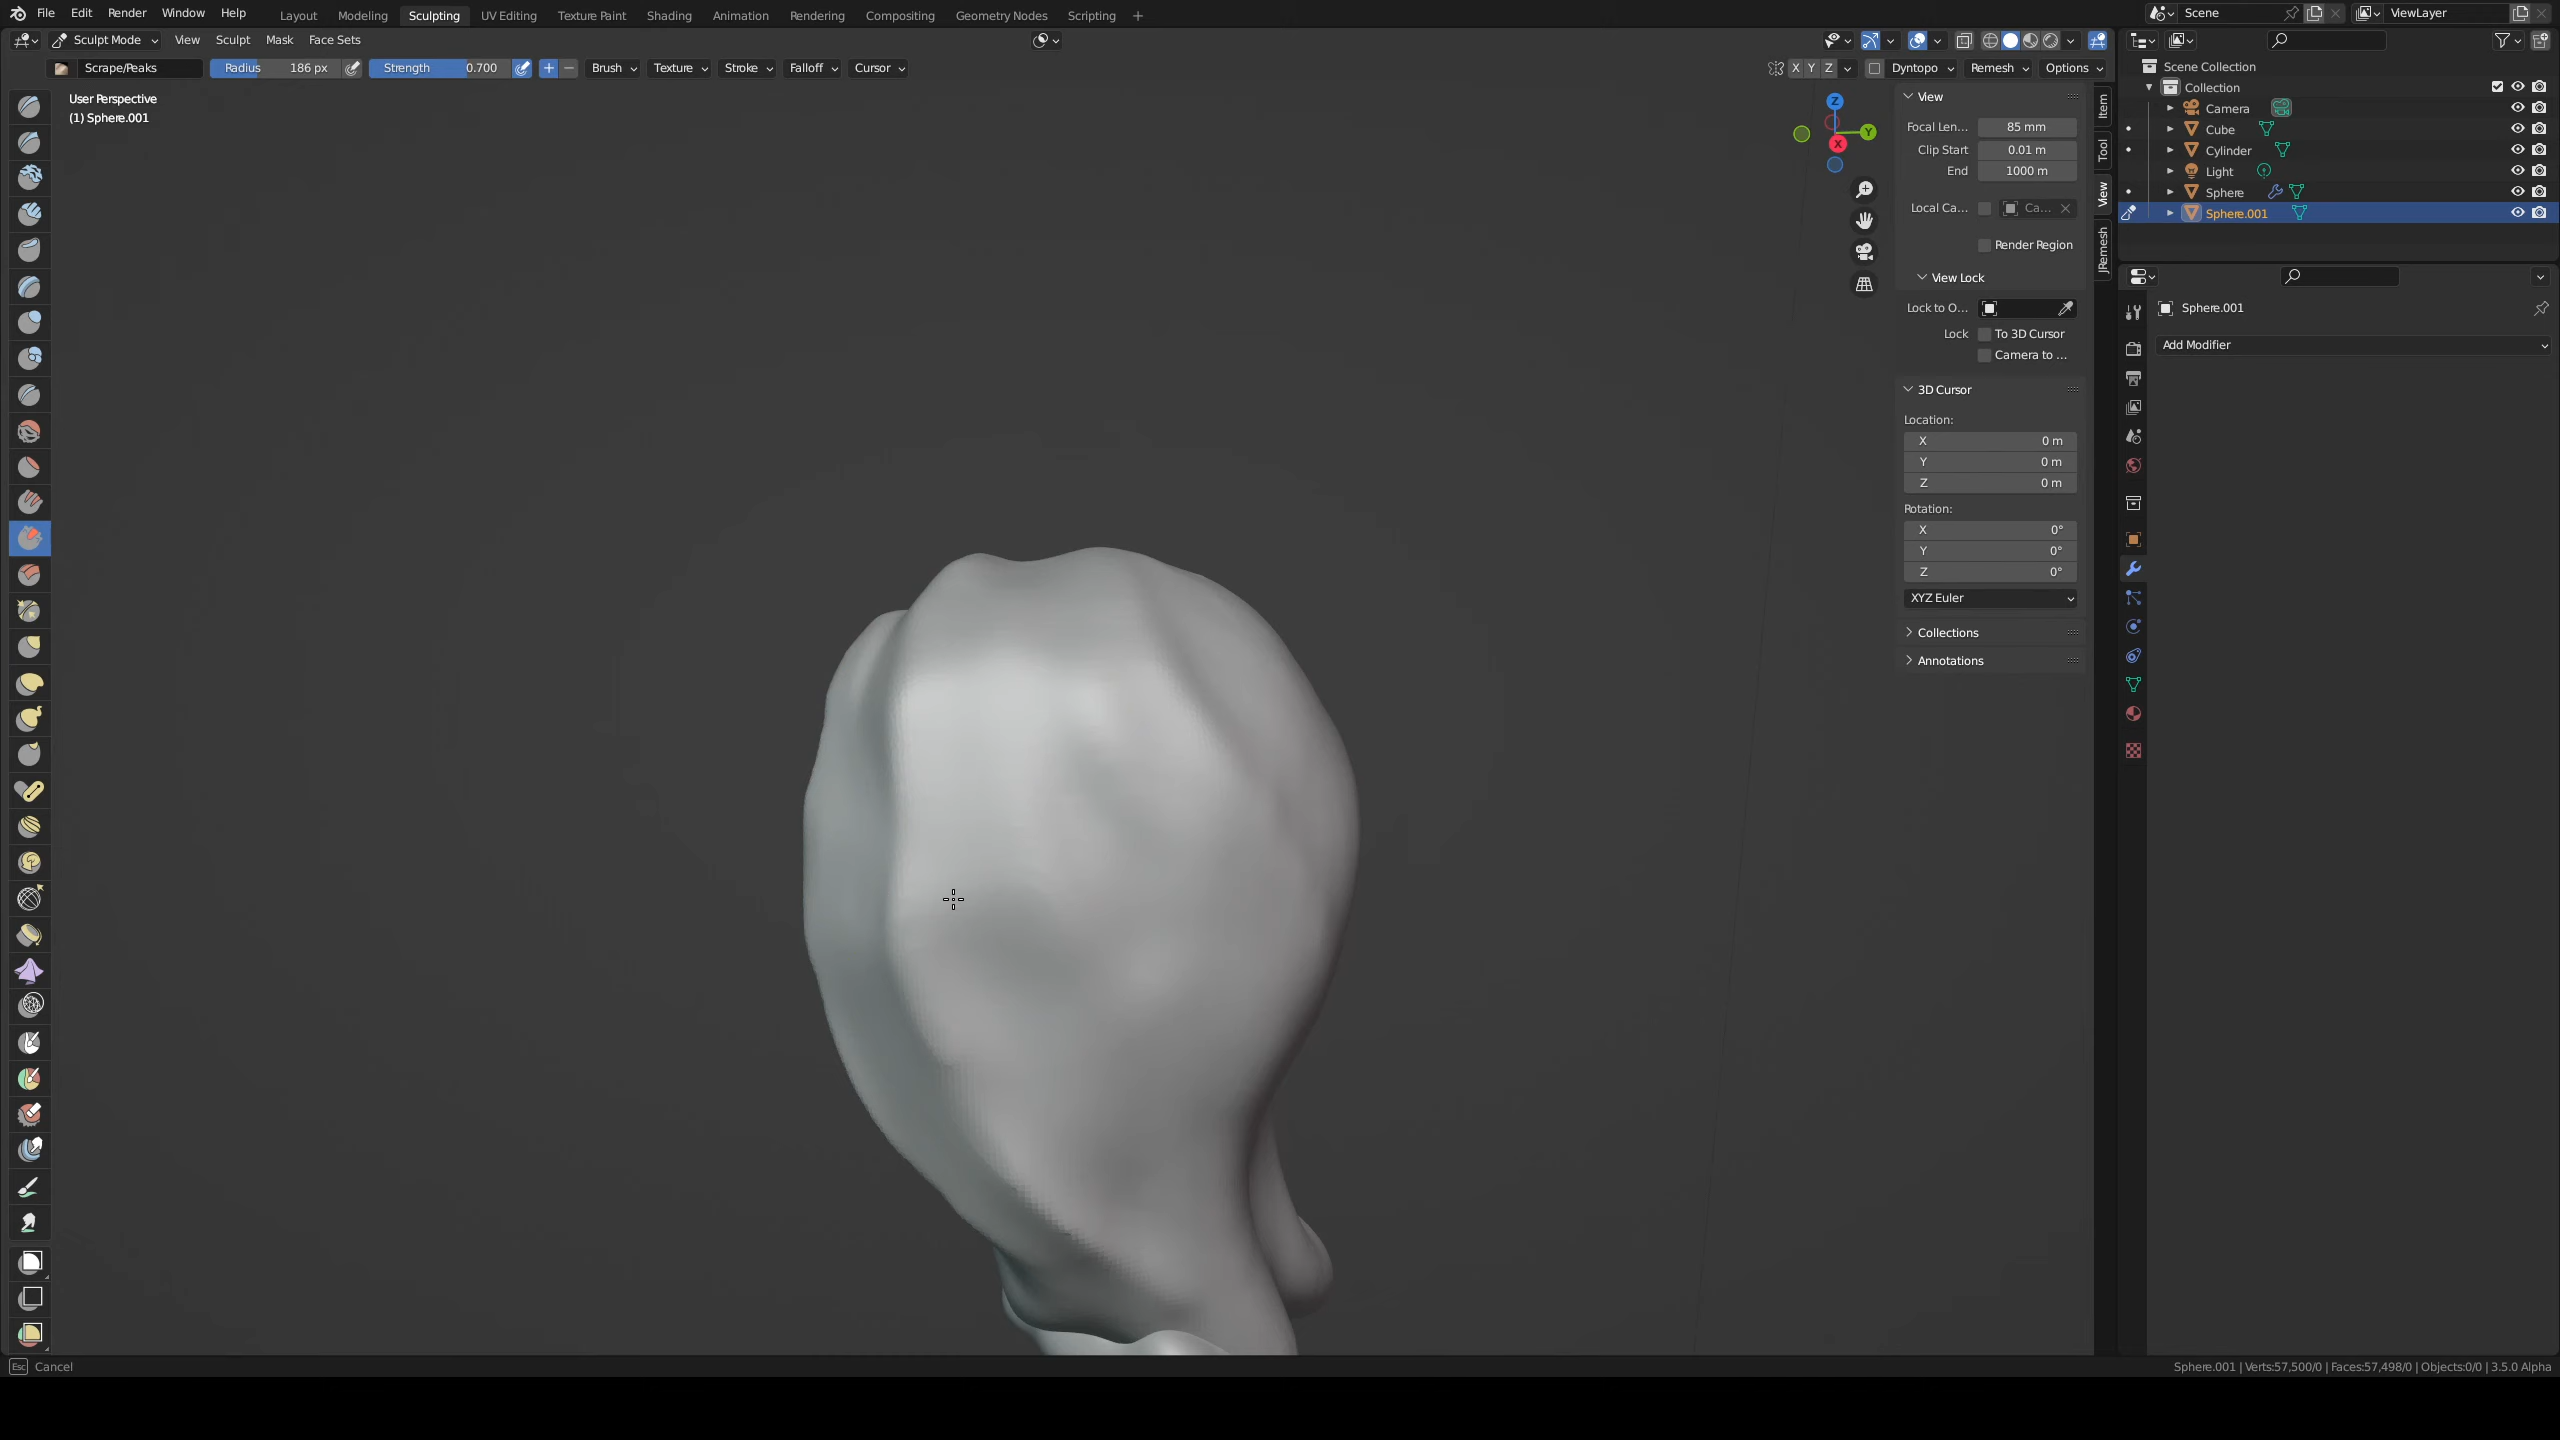 File Edit Render Window Help Layout Modeling Sculpting UV Editing Texture Paint Shading Animation Rendering Compositing Geometry Nodes Scripting + Scene ViewLayer
Sculpt Mode View Sculpt Mask Face Sets
Scrape/Peaks Radius 186 px Strength 0.700 + − Brush Texture Stroke Falloff Cursor X Y Z Dyntopo Remesh Options
User Perspective
(1) Sphere.001
Z
Y
X
View
Focal Len... 85 mm
Clip Start 0.01 m
End 1000 m
Local Ca... Ca...
Render Region
View Lock
Lock to O...
Lock To 3D Cursor
Camera to ...
3D Cursor
Location:
X 0 m
Y 0 m
Z 0 m
Rotation:
X 0°
Y 0°
Z 0°
XYZ Euler
Collections
Annotations
Item
Tool
View
JRemesh
Scene Collection
Collection
Camera
Cube
Cylinder
Light
Sphere
Sphere.001
Sphere.001
Add Modifier
Esc Cancel
Sphere.001 | Verts:57,500/0 | Faces:57,498/0 | Objects:0/0 | 3.5.0 Alpha